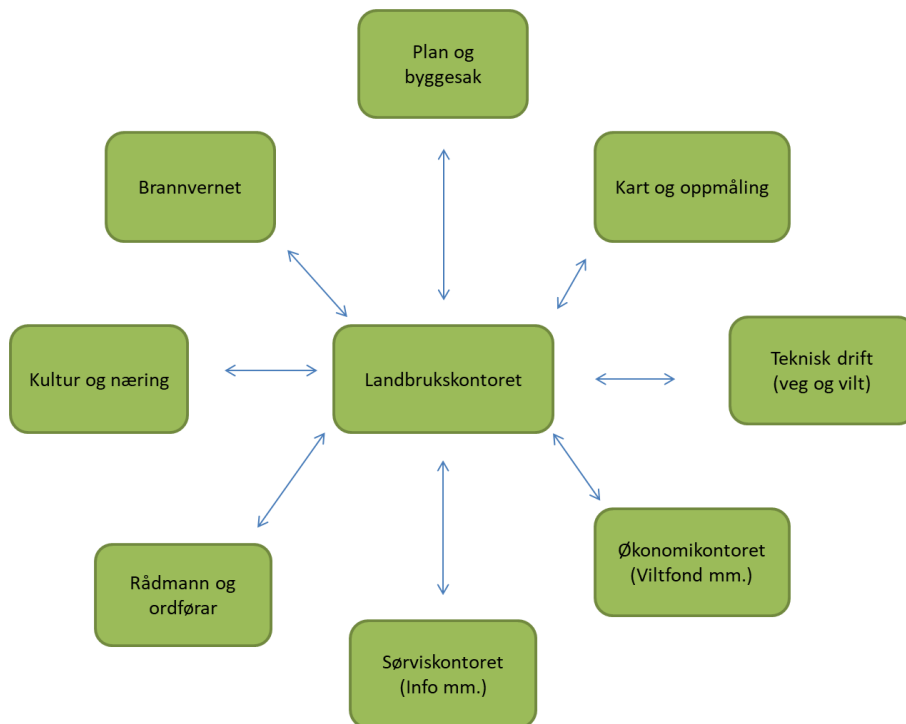 Plan og
byggesak
Brannvernet
Kart og oppmåling
Kultur og næring
Landbrukskontoret
Teknisk drift
(veg og vilt)
Rådmann og
ordførar
Økonomikontoret
(Viltfond mm.)
Sørviskontoret
(Info mm.)